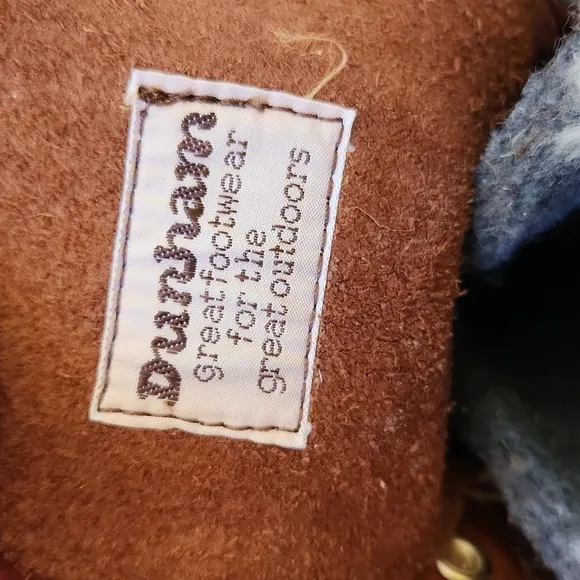 Dunham
great footwear
for the
great outdoors